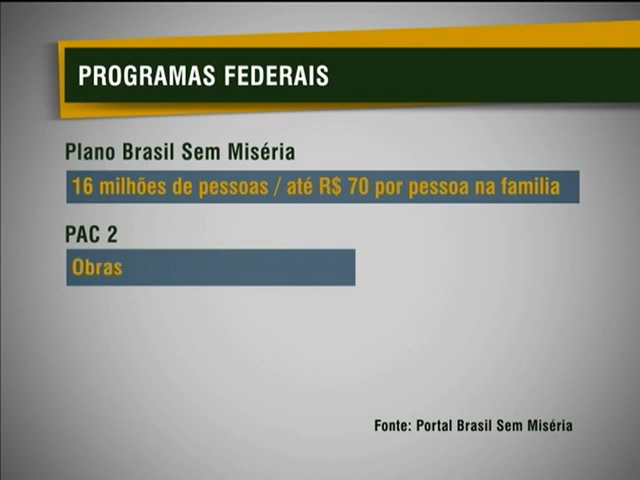 PROGRAMAS FEDERAIS
Plano Brasil Sem Miséria
16 milhões de pessoas / até R$ 70 por pessoa na familia
PAC 2
Obras
Fonte: Portal Brasil Sem Miséria